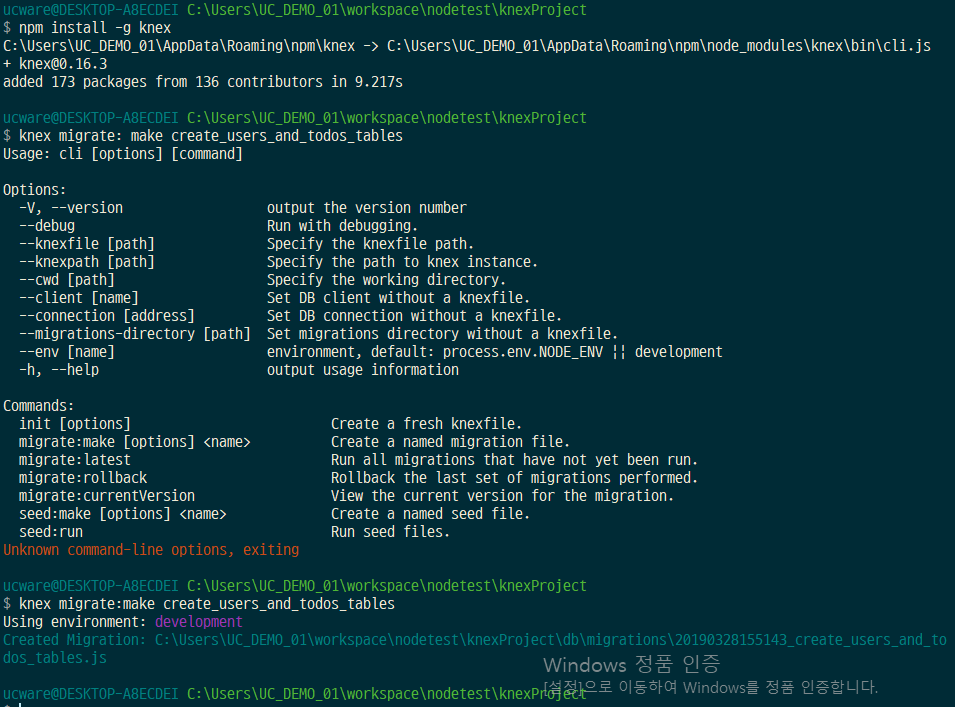 ucware@DESKTOP-A8ECDEI C:\Users\UC_DEMO_01\workspace\nodetest\knexProject
$ npm install -g knex
C:\Users\UC_DEMO_01\AppData\Roaming\npm\knex -> C:\Users\UC_DEMO_01\AppData\Roaming\npm\node_modules\knex\bin\cli.js
+ knex@0.16.3
added 173 packages from 136 contributors in 9.217s
ucware@DESKTOP-A8ECDEI C:\Users\UC_DEMO_01\workspace\nodetest\knexProject
$ knex migrate: make create_users_and_todos_tables
Usage: cli [options] [command]
Options:
-V, --version output the version number
--debug Run with debugging.
--knexfile [path] Specify the knexfile path.
--knexpath [path] Specify the path to knex instance.
--cwd [path] Specify the working directory.
--client [name] Set DB client without a knexfile.
--connection [address] Set DB connection without a knexfile.
--migrations-directory [path] Set migrations directory without a knexfile.
--env [name] environment, default: process.env.NODE_ENV || development
-h, --help output usage information
Commands:
init [options] Create a fresh knexfile.
migrate:make [options] <name> Create a named migration file.
migrate:latest Run all migrations that have not yet been run.
migrate:rollback Rollback the last set of migrations performed.
migrate:currentVersion View the current version for the migration.
seed:make [options] <name> Create a named seed file.
seed:run Run seed files.
Unknown command-line options, exiting
ucware@DESKTOP-A8ECDEI C:\Users\UC_DEMO_01\workspace\nodetest\knexProject
$ knex migrate:make create_users_and_todos_tables
Using environment: development
Created Migration: C:\Users\UC_DEMO_01\workspace\nodetest\knexProject\db\migrations\20190328155143_create_users_and_to
dos_tables.js
Windows 정품 인증
[설정]으로 이동하여 Windows를 정품 인증합니다.
ucware@DESKTOP-A8ECDEI C:\Users\UC_DEMO_01\workspace\nodetest\knexProject
$